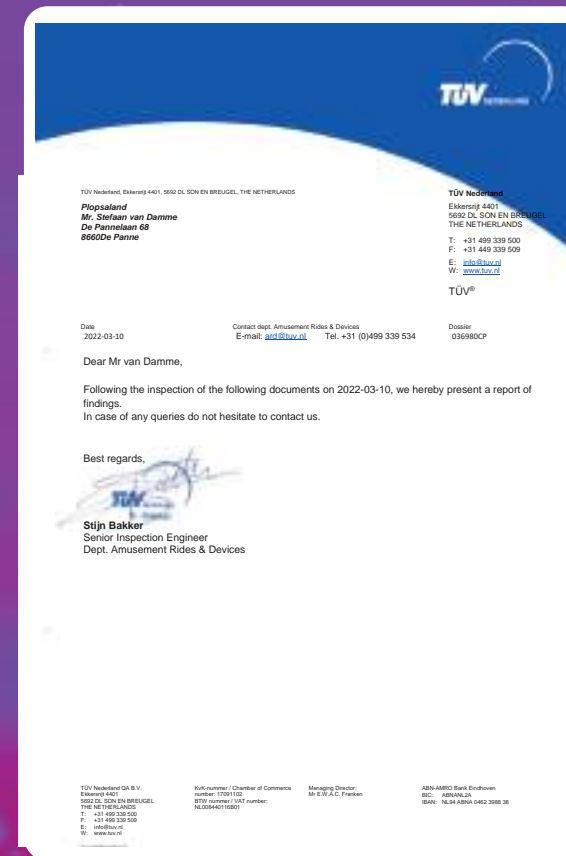 TÜV NEDERLAND
TÜV Nederland, Ekkersrijt 4401, 5692 DL SON EN BREUGEL, THE NETHERLANDS
Plopsaland
Mr. Stefaan van Damme
De Pannelaan 68
8660De Panne
TÜV Nederland
Ekkersrijt 4401
5692 DL SON EN BREUGEL
THE NETHERLANDS
T: +31 499 339 500
F: +31 449 339 509
E: info@tuv.nl
W: www.tuv.nl
TÜV®
Date Contact dept. Amusement Rides & Devices Dossier
2022-03-10 E-mail: ard@tuv.nl Tel. +31 (0)499 339 534 036980CP
Dear Mr van Damme,
Following the inspection of the following documents on 2022-03-10, we hereby present a report of
findings.
In case of any queries do not hesitate to contact us.
Best regards,
TÜV
Stijn Bakker
Senior Inspection Engineer
Dept. Amusement Rides & Devices
TÜV Nederland QA B.V.
Ekkersrijt 4401
5692 DL SON EN BREUGEL
THE NETHERLANDS
T: +31 499 339 500
F: +31 499 339 509
E: info@tuv.nl
W: www.tuv.nl
KvK-nummer / Chamber of Commerce
number: 17091102
BTW nummer / VAT number:
NL008440116B01
Managing Director:
Mr E.W.A.C. Franken
ABN-AMRO Bank Eindhoven
BIC: ABNANL2A
IBAN: NL94 ABNA 0462 3988 38